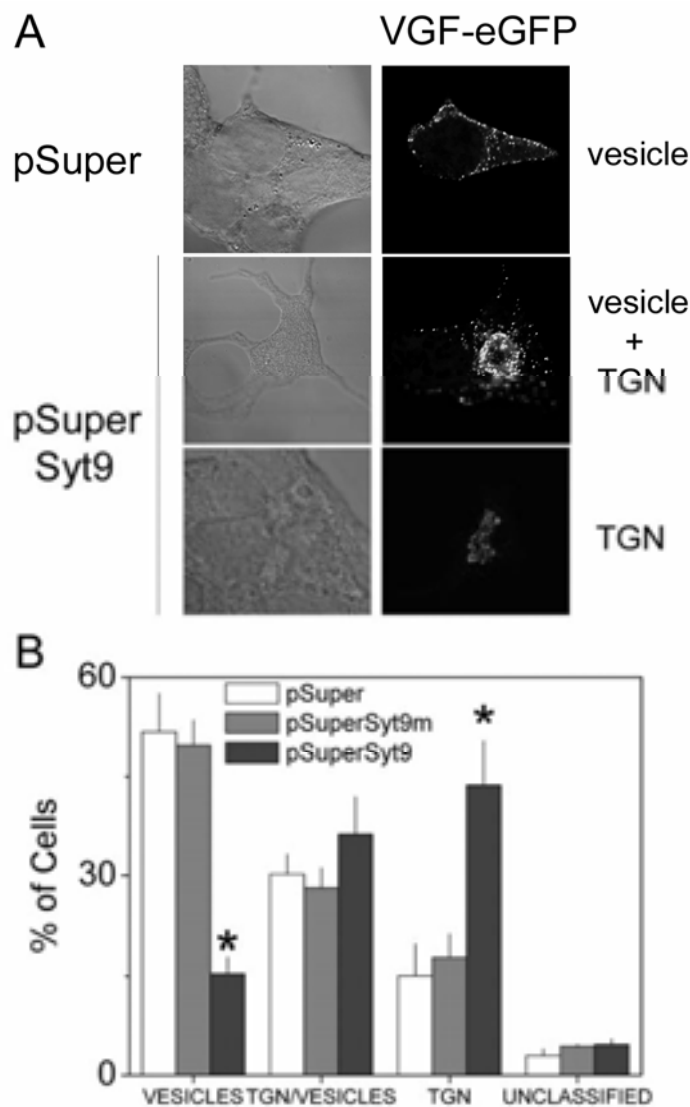 A
VGF-eGFP
pSuper
vesicle
vesicle
+
TGN
pSuper
Syt9
TGN
B
60
pSuper
pSuperSyt9m
pSuperSyt9
*
*
30
0
% of Cells
VESICLES TGN/VESICLES TGN UNCLASSIFIED